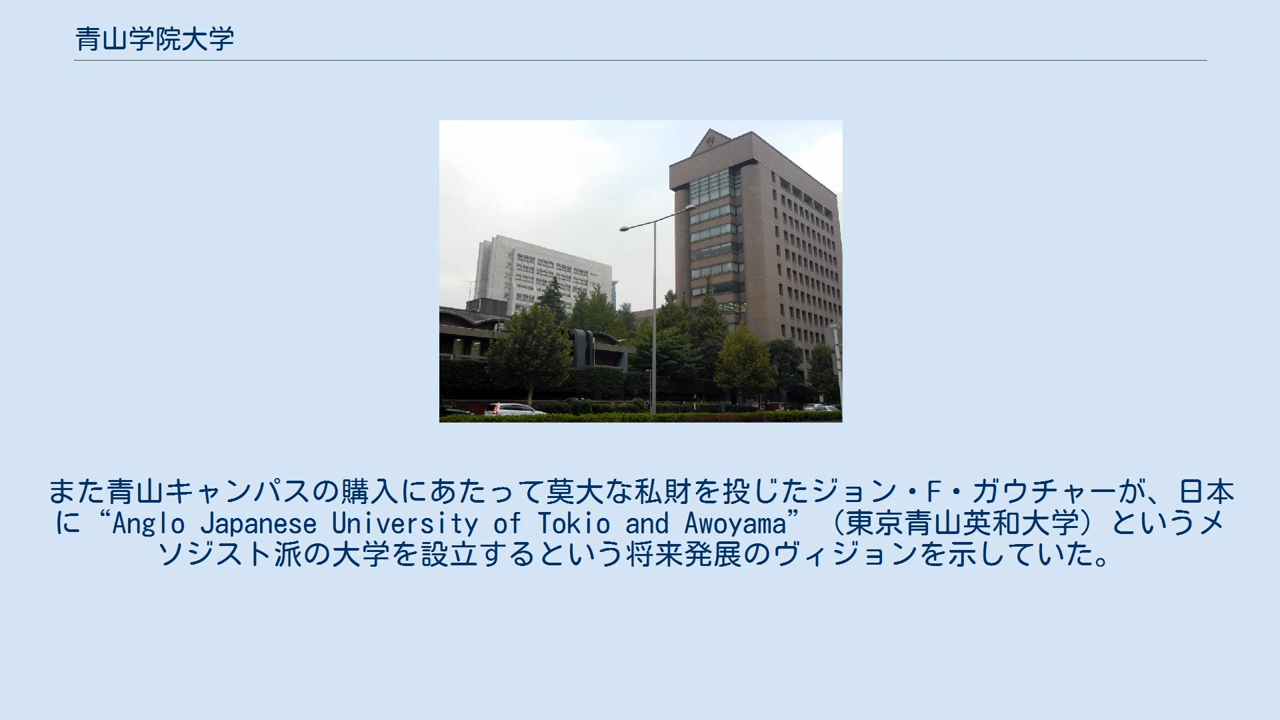 青山学院大学
また青山キャンパスの購入にあたって莫大な私財を投じたジョン・F・ガウチャーが、日本
に“Anglo Japanese University of Tokio and Awoyama”（東京青山英和大学）というメ
ソジスト派の大学を設立するという将来発展のヴィジョンを示していた。